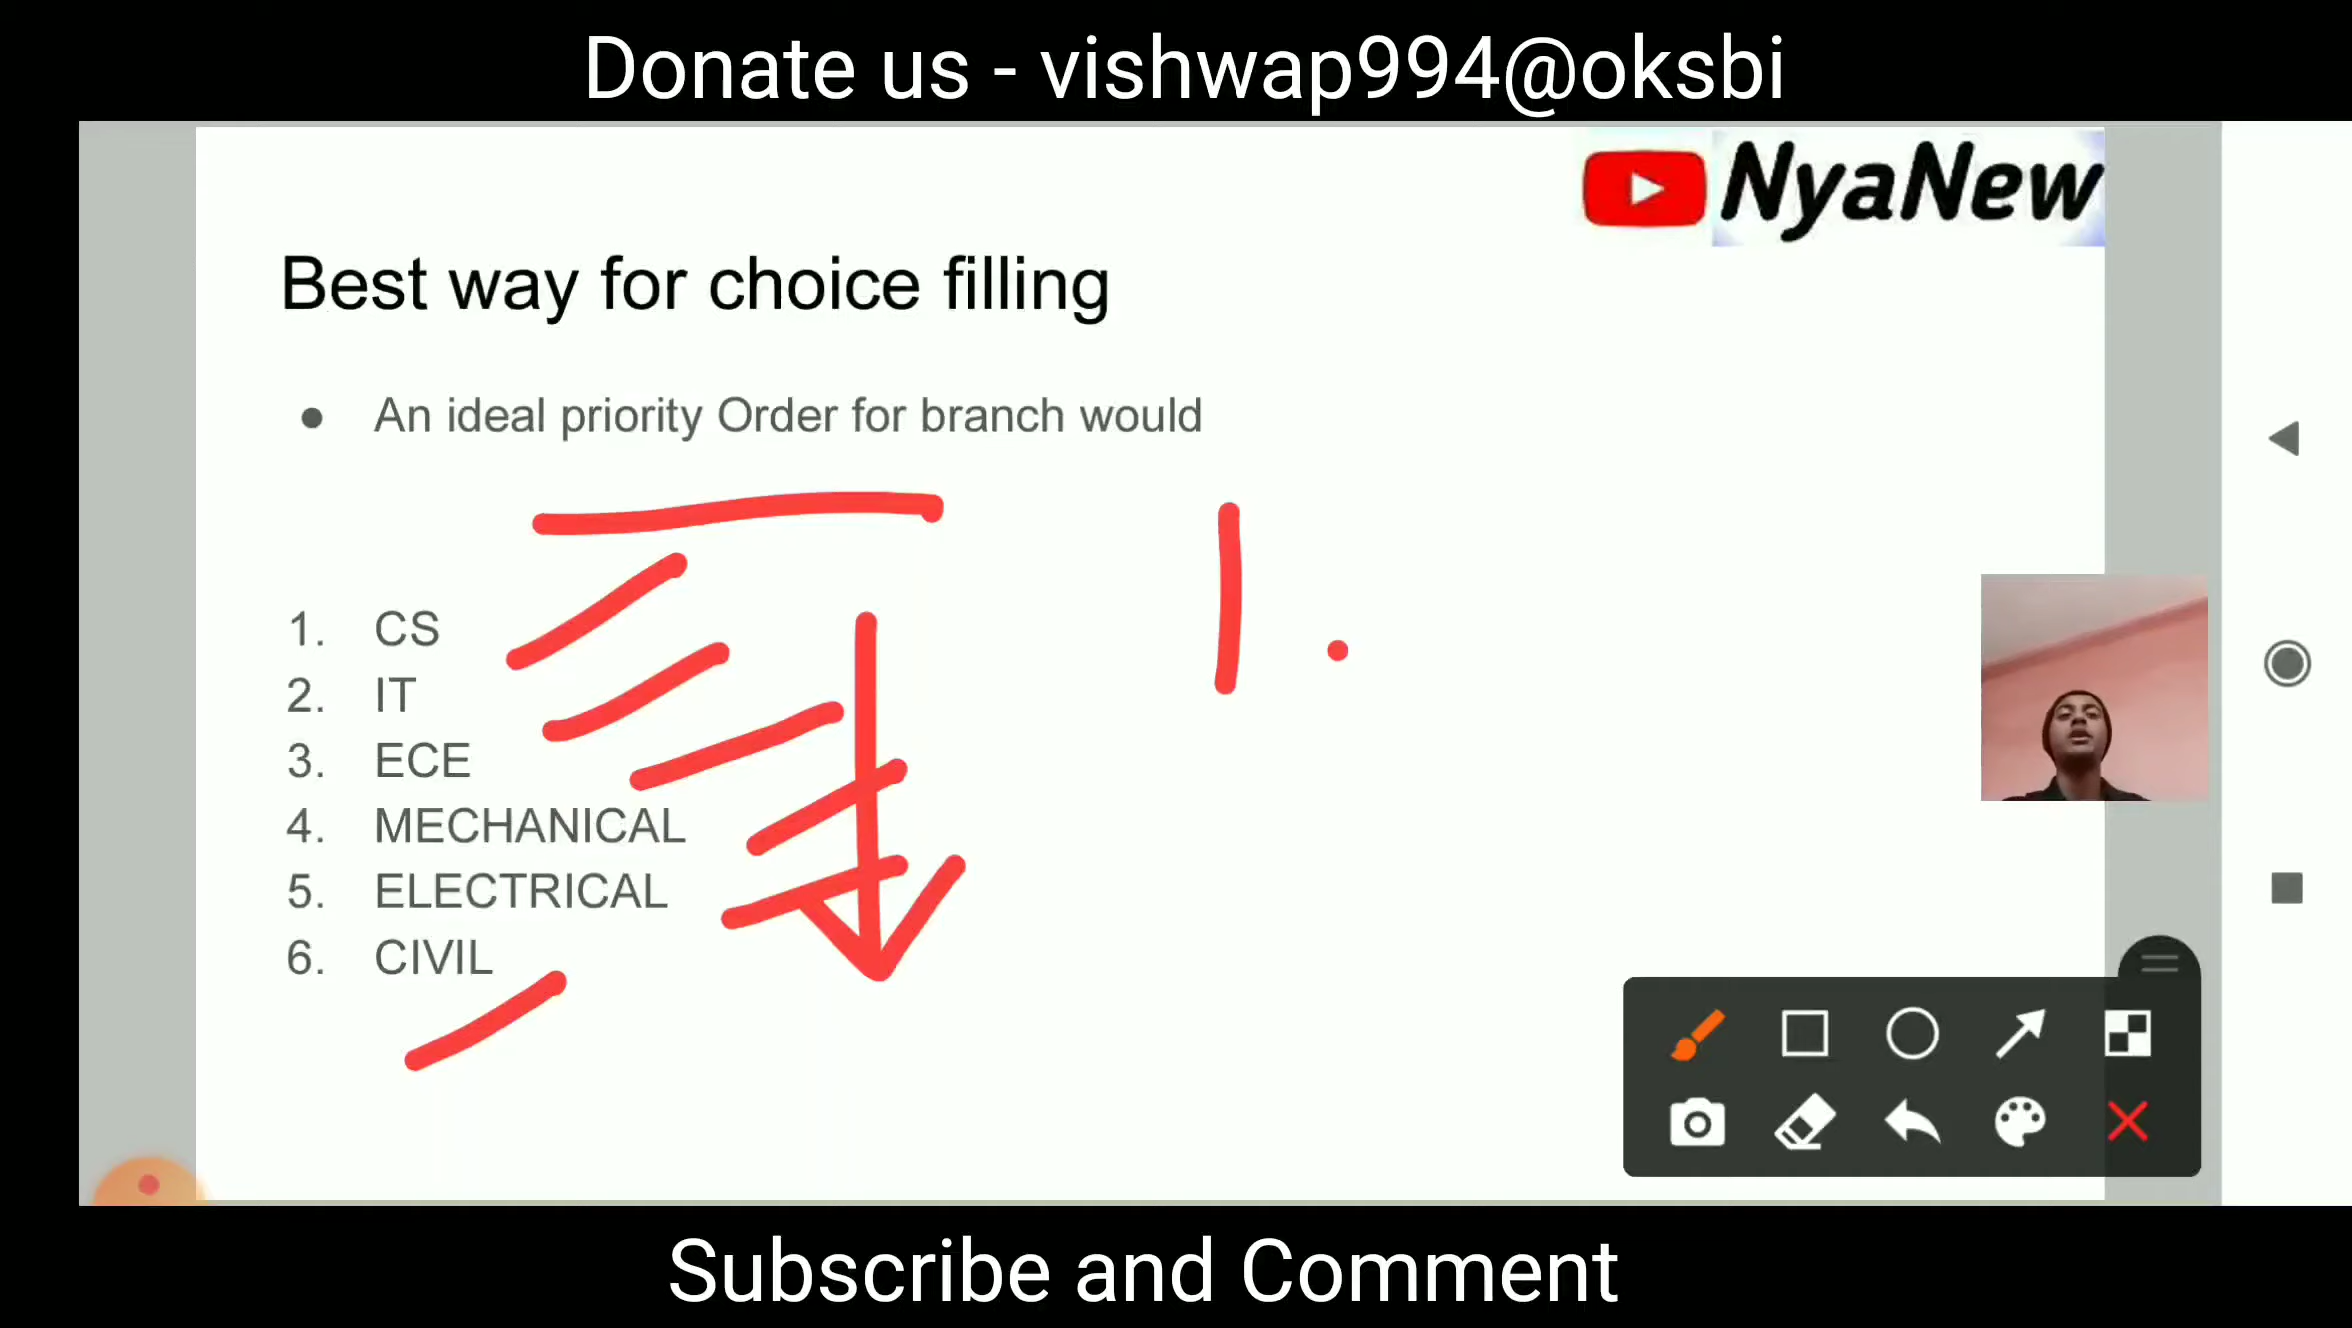 Donate us - vishwap994@oksbi
NyaNew
Best way for choice filling
● An ideal priority Order for branch would
1. CS
2. IT
3. ECE
4. MECHANICAL
5. ELECTRICAL
6. CIVIL
1.
Subscribe and Comment